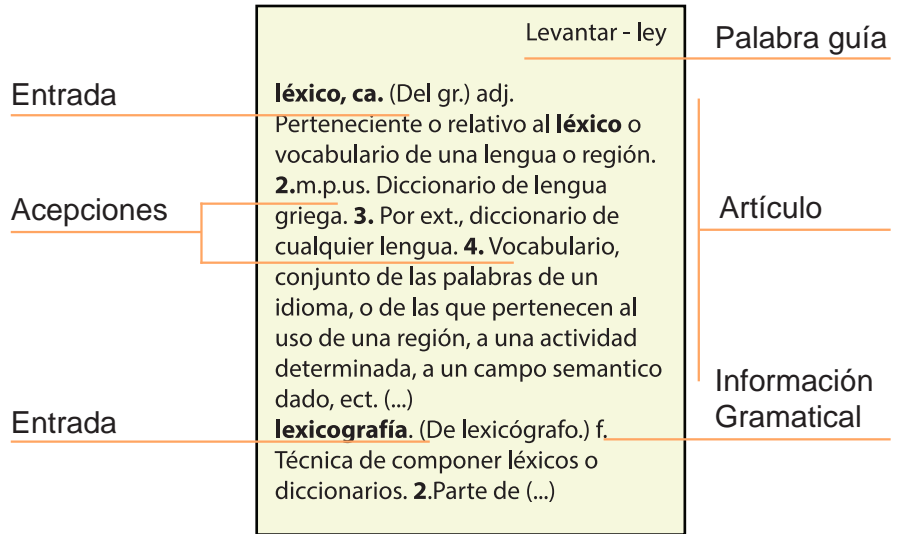 Levantar - ley
Palabra guía
Entrada
léxico, ca. (Del gr.) adj.
Perteneciente o relativo al léxico o
vocabulario de una lengua o región.
2.m.p.us. Diccionario de lengua
Acepciones
griega. 3. Por ext., diccionario de
Artículo
cualquier lengua. 4. Vocabulario,
conjunto de las palabras de un
idioma, o de las que pertenecen al
uso de una región, a una actividad
determinada, a un campo semantico
dado, ect. (...)
Información
Gramatical
Entrada
lexicografía. (De lexicógrafo.) f.
Técnica de componer léxicos o
diccionarios. 2.Parte de (...)